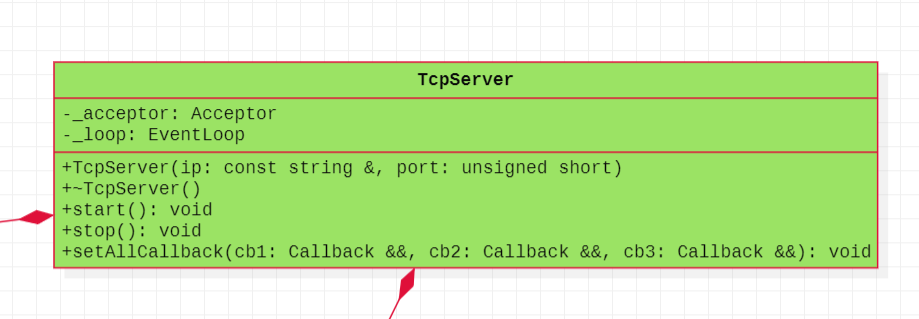 TcpServer
-_acceptor: Acceptor
-_loop: EventLoop
+TcpServer(ip: const string &, port: unsigned short)
+~TcpServer()
+start(): void
+stop(): void
+setAllCallback(cb1: Callback &&, cb2: Callback &&, cb3: Callback &&): void